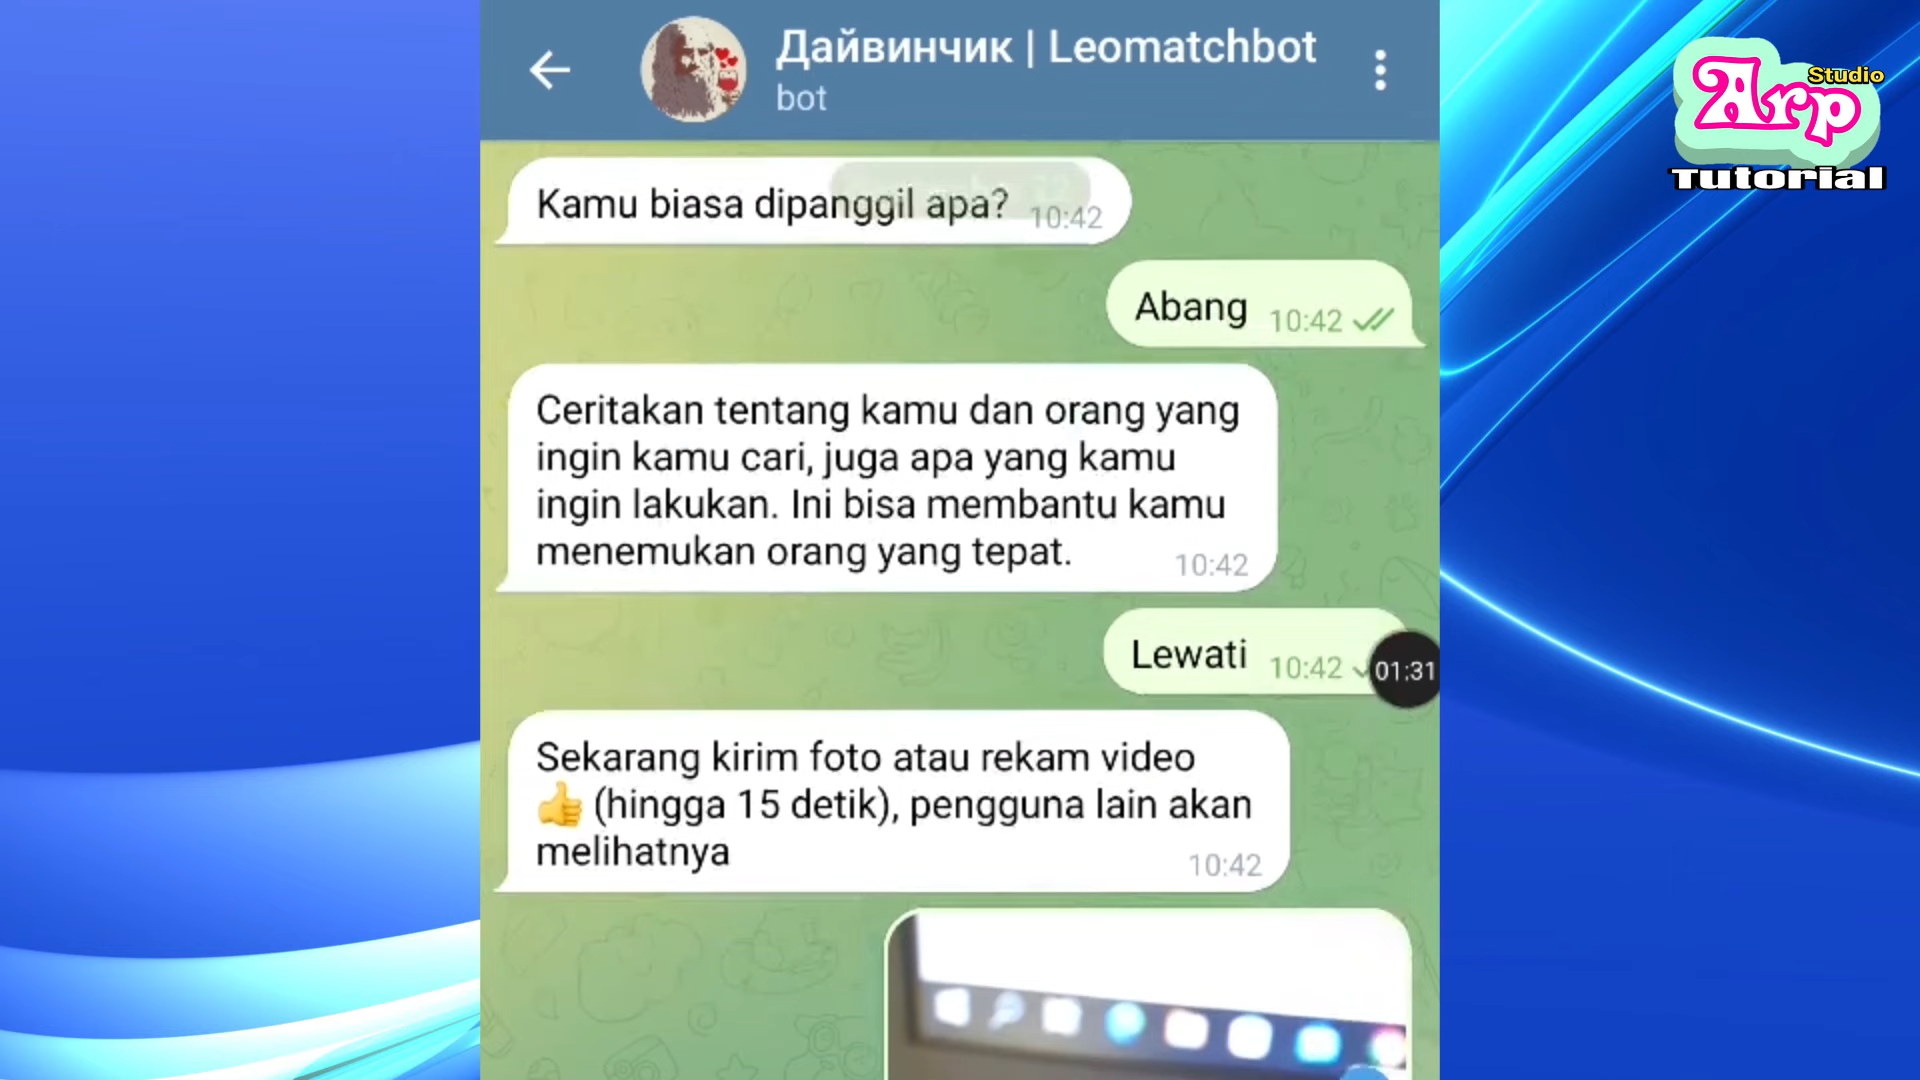 Дайвинчик | Leomatchbot
bot
Studio
Arp
Tutorial
Kamu biasa dipanggil apa? 10:42
Abang 10:42
Ceritakan tentang kamu dan orang yang
ingin kamu cari, juga apa yang kamu
ingin lakukan. Ini bisa membantu kamu
menemukan orang yang tepat. 10:42
Lewati 10:42
01:31
Sekarang kirim foto atau rekam video
👍 (hingga 15 detik), pengguna lain akan
melihatnya 10:42